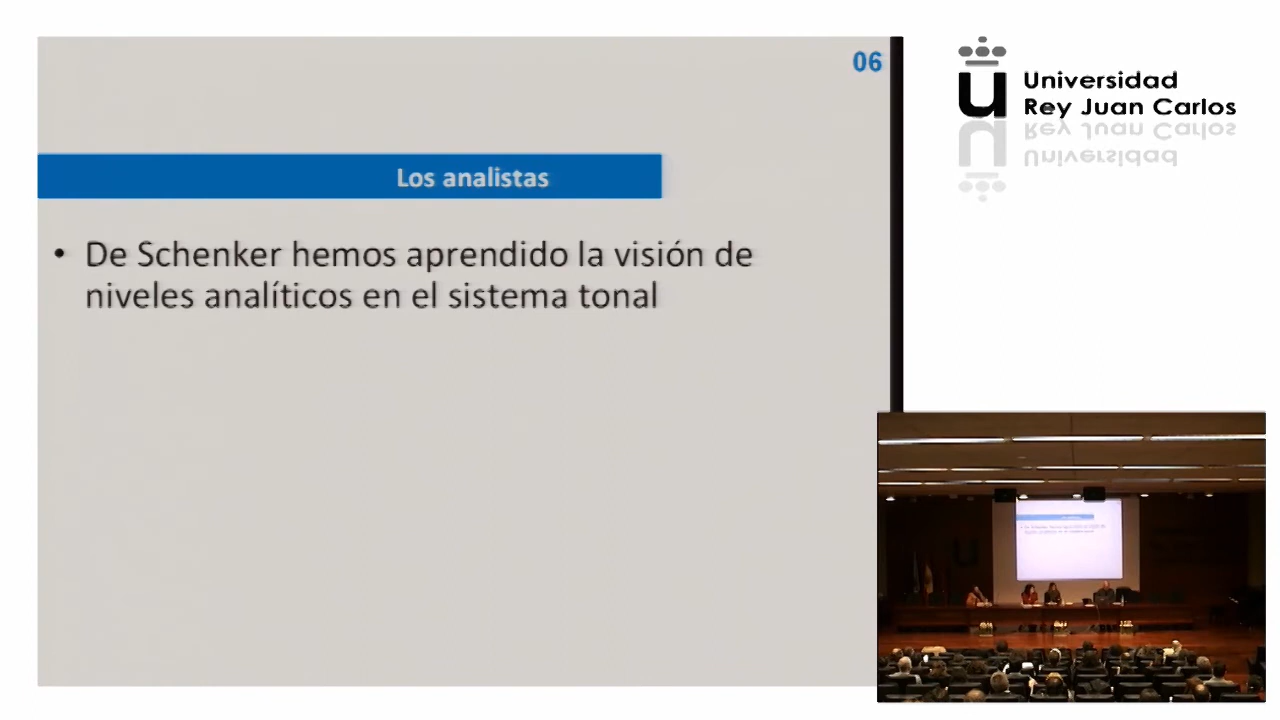 06
Los analistas
• De Schenker hemos aprendido la visión de
niveles analíticos en el sistema tonal
Universidad
Rey Juan Carlos